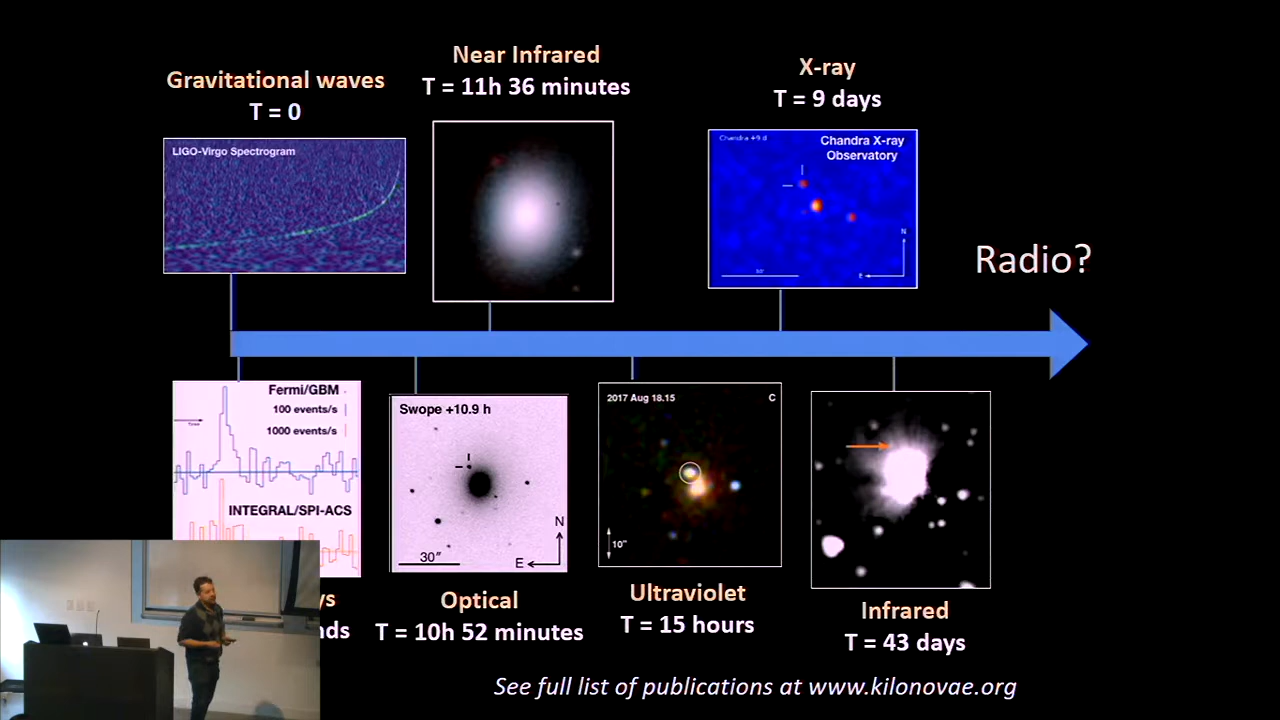 Gravitational waves
T = 0
LIGO-Virgo Spectrogram
Near Infrared
T = 11h 36 minutes
X-ray
T = 9 days
Chandra +9 d
Chandra X-ray
Observatory
N
E
Radio?
Fermi/GBM
100 events/s
1000 events/s
INTEGRAL/SPI-ACS
Swope +10.9 h
N
30"
E
Optical
T = 10h 52 minutes
2017 Aug 18.15
C
10"
Ultraviolet
T = 15 hours
Infrared
T = 43 days
See full list of publications at www.kilonovae.org